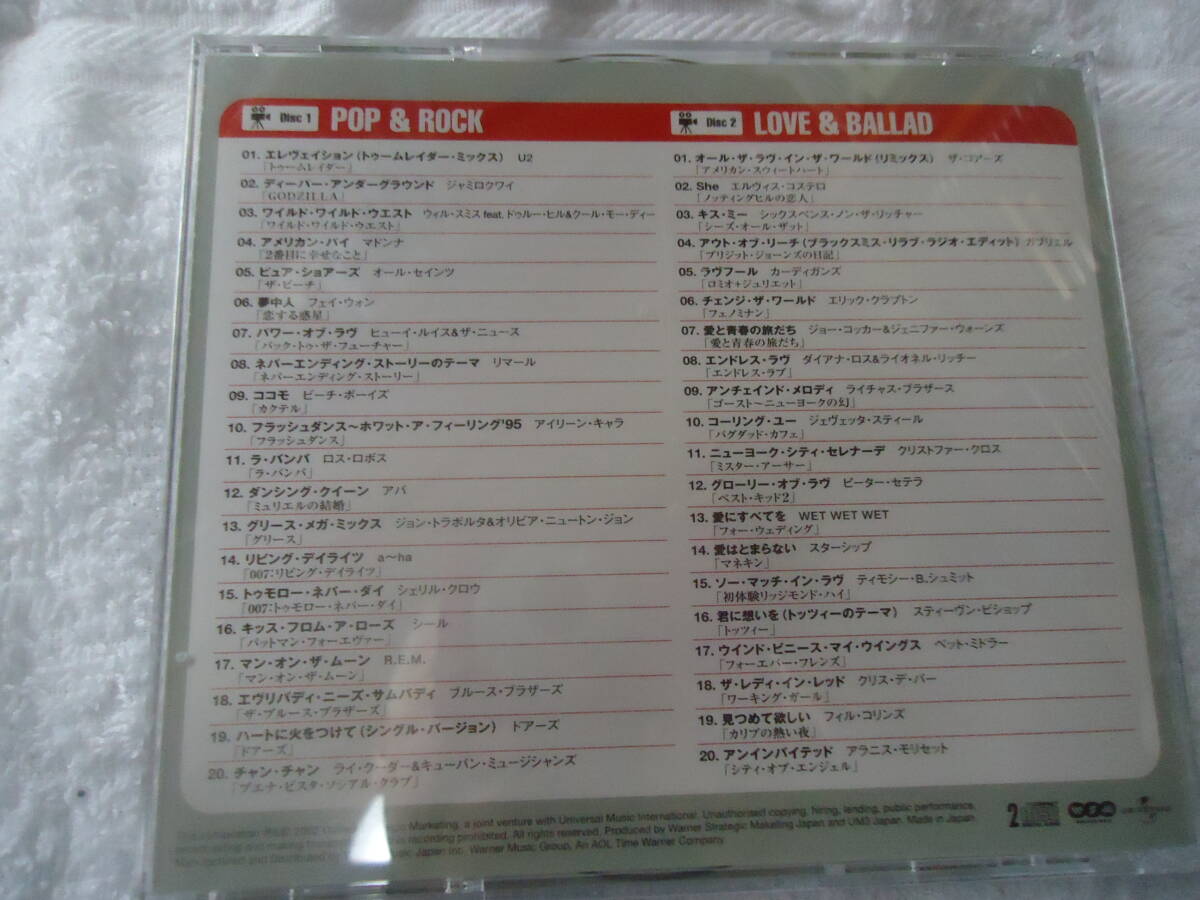 Disc 1 POP & ROCK
01. エレヴェイション(トゥームレイダー・ミックス) U2
「トゥームレイダー」
02. ディーパー・アンダーグラウンド ジャミロクワイ
「GODZILLA」
03. ワイルド・ワイルド・ウエスト ウィル・スミス feat. ドゥルー・ヒル&クール・モー・ディー
「ワイルド・ワイルド・ウエスト」
04. アメリカン・パイ マドンナ
「2番目に幸せなこと」
05. ピュア・ショアーズ オール・セインツ
「ザ・ビーチ」
06. 夢中人 フェイ・ウォン
「恋する惑星」
07. パワー・オブ・ラヴ ヒューイ・ルイス&ザ・ニュース
「バック・トゥ・ザ・フューチャー」
08. ネバーエンディング・ストーリーのテーマ リマール
「ネバーエンディング・ストーリー」
09. ココモ ビーチ・ボーイズ
「カクテル」
10. フラッシュダンス〜ホワット・ア・フィーリング'95 アイリーン・キャラ
「フラッシュダンス」
11. ラ・バンバ ロス・ロボス
「ラ・バンバ」
12. ダンシング・クイーン アバ
「ミュリエルの結婚」
13. グリース・メガ・ミックス ジョン・トラボルタ&オリビア・ニュートン・ジョン
「グリース」
14. リビング・デイライツ a〜ha
「007:リビング・デイライツ」
15. トゥモロー・ネバー・ダイ シェリル・クロウ
「007:トゥモロー・ネバー・ダイ」
16. キッス・フロム・ア・ローズ シール
「バットマン・フォーエヴァー」
17. マン・オン・ザ・ムーン R.E.M.
「マン・オン・ザ・ムーン」
18. エヴリバディ・ニーズ・サムバディ ブルース・ブラザーズ
「ザ・ブルース・ブラザーズ」
19. ハートに火をつけて(シングル・バージョン) ドアーズ
「ドアーズ」
20. チャン・チャン ライ・クーダー&キューバン・ミュージシャンズ
「ブエナ・ビスタ・ソシアル・クラブ」
Disc 2 LOVE & BALLAD
01. オール・ザ・ラヴ・イン・ザ・ワールド(リミックス) ザ・コアーズ
「アメリカン・スウィートハート」
02. She エルヴィス・コステロ
「ノッティングヒルの恋人」
03. キス・ミー シックスペンス・ノン・ザ・リッチャー
「シーズ・オール・ザット」
04. アウト・オブ・リーチ(ブラックスミス・リラブ・ラジオ・エディット) ガブリエル
「ブリジット・ジョーンズの日記」
05. ラヴフール カーディガンズ
「ロミオ+ジュリエット」
06. チェンジ・ザ・ワールド エリック・クラプトン
「フェノミナン」
07. 愛と青春の旅だち ジョー・コッカー&ジェニファー・ウォーンズ
「愛と青春の旅だち」
08. エンドレス・ラヴ ダイアナ・ロス&ライオネル・リッチー
「エンドレス・ラブ」
09. アンチェインド・メロディ ライチャス・ブラザース
「ゴースト〜ニューヨークの幻」
10. コーリング・ユー ジェヴェッタ・スティール
「バグダッド・カフェ」
11. ニューヨーク・シティ・セレナーデ クリストファー・クロス
「ミスター・アーサー」
12. グローリー・オブ・ラヴ ピーター・セテラ
「ベスト・キッド2」
13. 愛にすべてを WET WET WET
「フォー・ウェディング」
14. 愛はとまらない スターシップ
「マネキン」
15. ソー・マッチ・イン・ラヴ ティモシー・B.シュミット
「初体験リッジモンド・ハイ」
16. 君に想いを(トッツィーのテーマ) スティーヴン・ビショップ
「トッツィー」
17. ウインド・ビニース・マイ・ウイングス ベット・ミドラー
「フォーエバー・フレンズ」
18. ザ・レディ・イン・レッド クリス・デ・バー
「ワーキング・ガール」
19. 見つめて欲しい フィル・コリンズ
「カリブの熱い夜」
20. アンインバイテッド アラニス・モリセット
「シティ・オブ・エンジェル」
Marketing, a joint venture with Universal Music International. Unauthorised copying, hiring, lending, public performance,
recording prohibited. All rights reserved. Produced by Warner Strategic Maketing Japan and UM3 Japan. Made in Japan.
and Distributed Japan Inc. Warner Music Group, An AOL Time Warner Company.
2